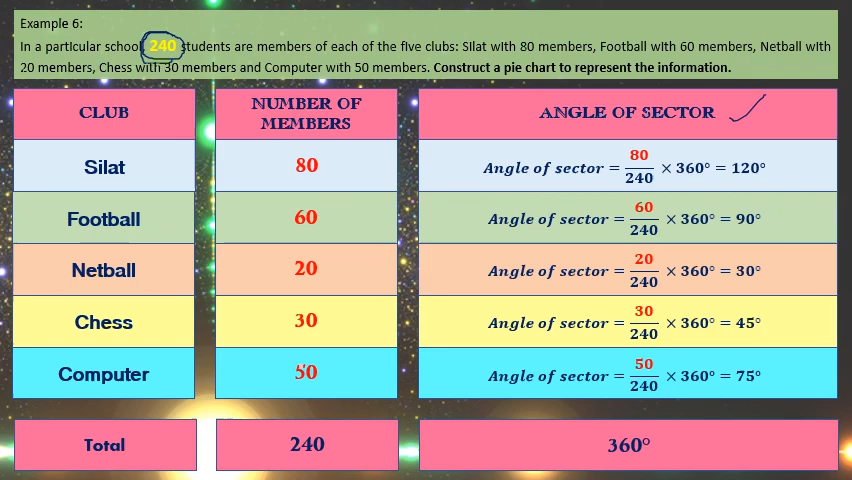 Example 6:
In a particular school, 240 students are members of each of the five clubs: Silat with 80 members, Football with 60 members, Netball with
20 members, Chess with 30 members and Computer with 50 members. Construct a pie chart to represent the information.
CLUB
NUMBER OF
MEMBERS
ANGLE OF SECTOR
Silat
80
Angle of sector = 80/240 × 360° = 120°
Football
60
Angle of sector = 60/240 × 360° = 90°
Netball
20
Angle of sector = 20/240 × 360° = 30°
Chess
30
Angle of sector = 30/240 × 360° = 45°
Computer
50
Angle of sector = 50/240 × 360° = 75°
Total
240
360°